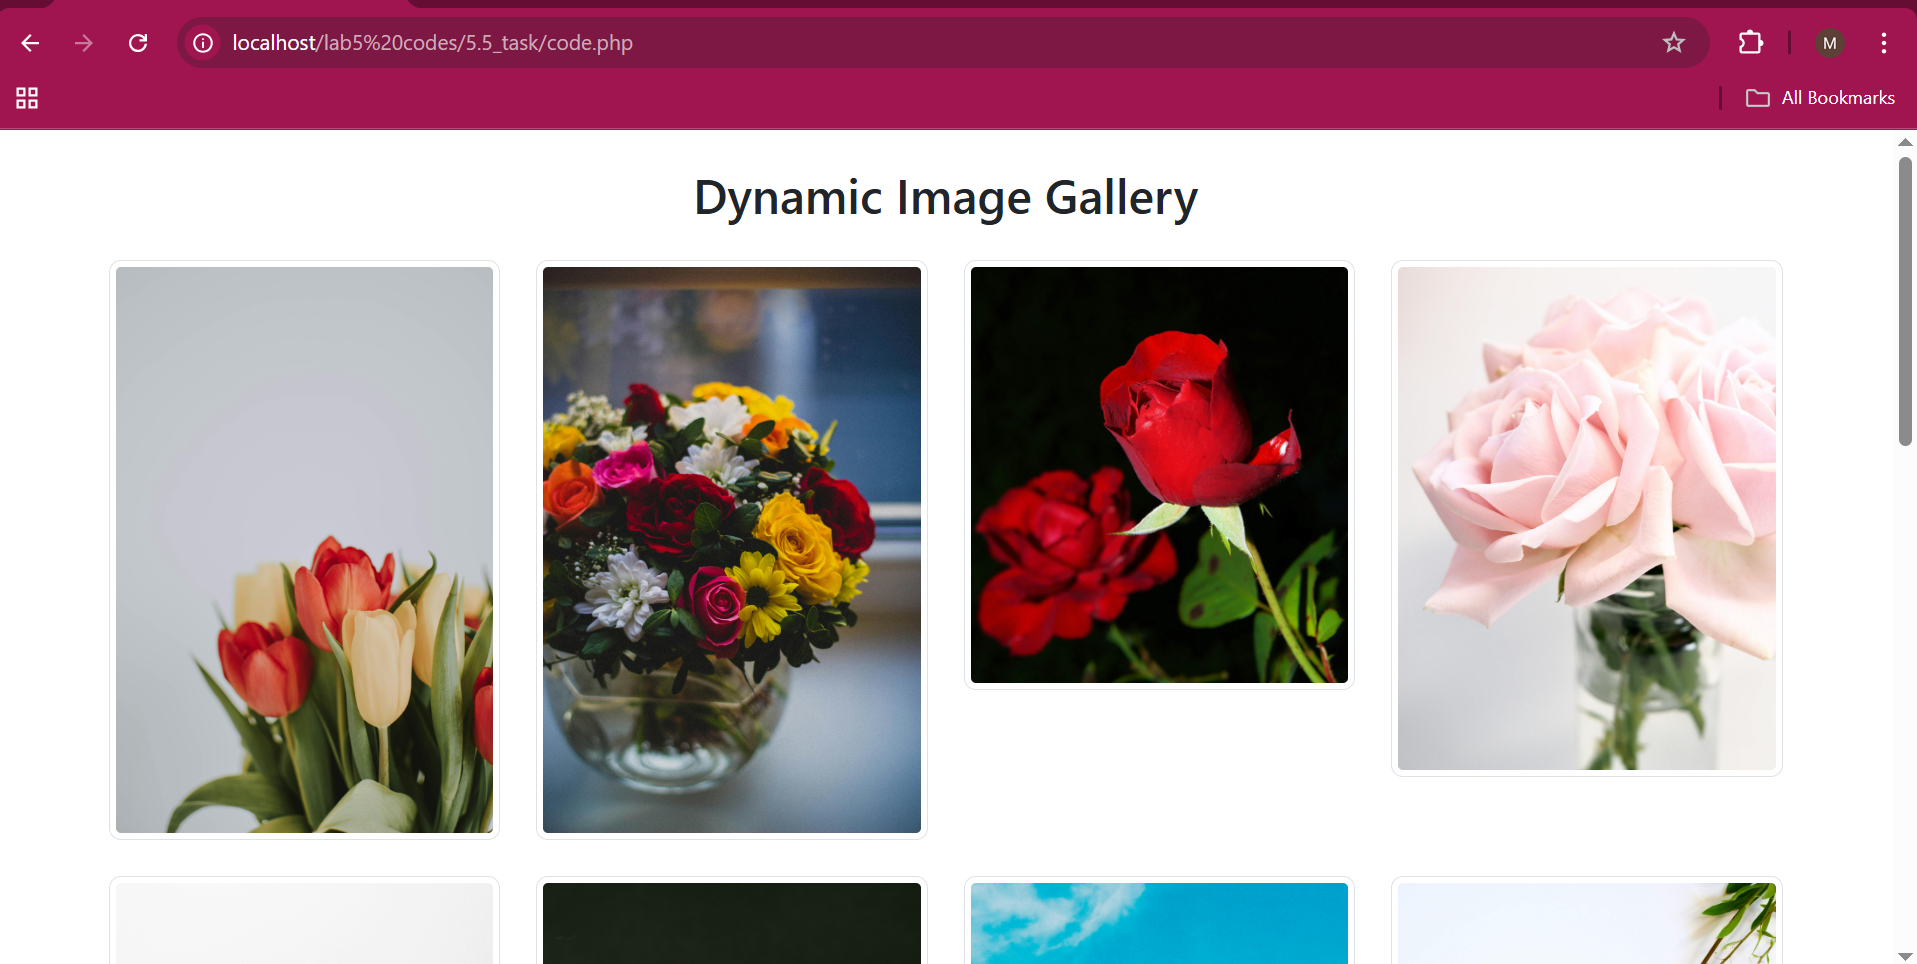 localhost/lab5%20codes/5.5_task/code.php
M
All Bookmarks
Dynamic Image Gallery